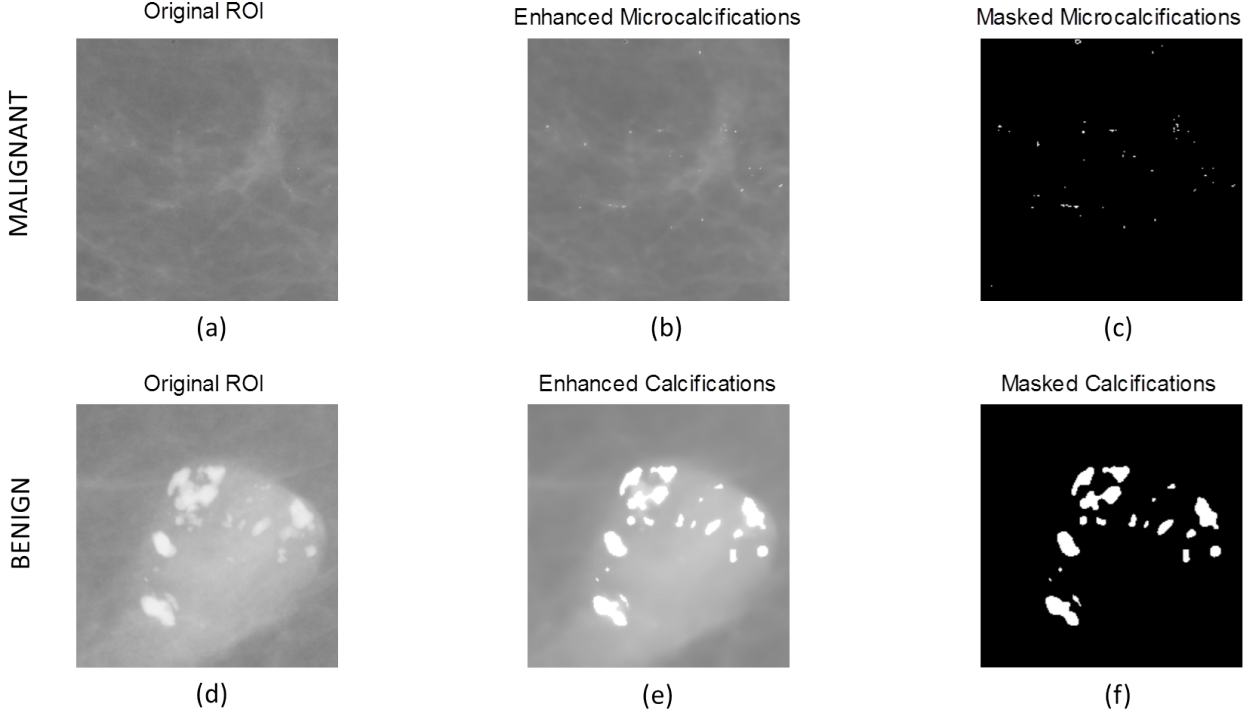 Original ROI
Enhanced Microcalcifications
Masked Microcalcifications
MALIGNANT
(a)
(b)
(c)
Original ROI
Enhanced Calcifications
Masked Calcifications
BENIGN
(d)
(e)
(f)